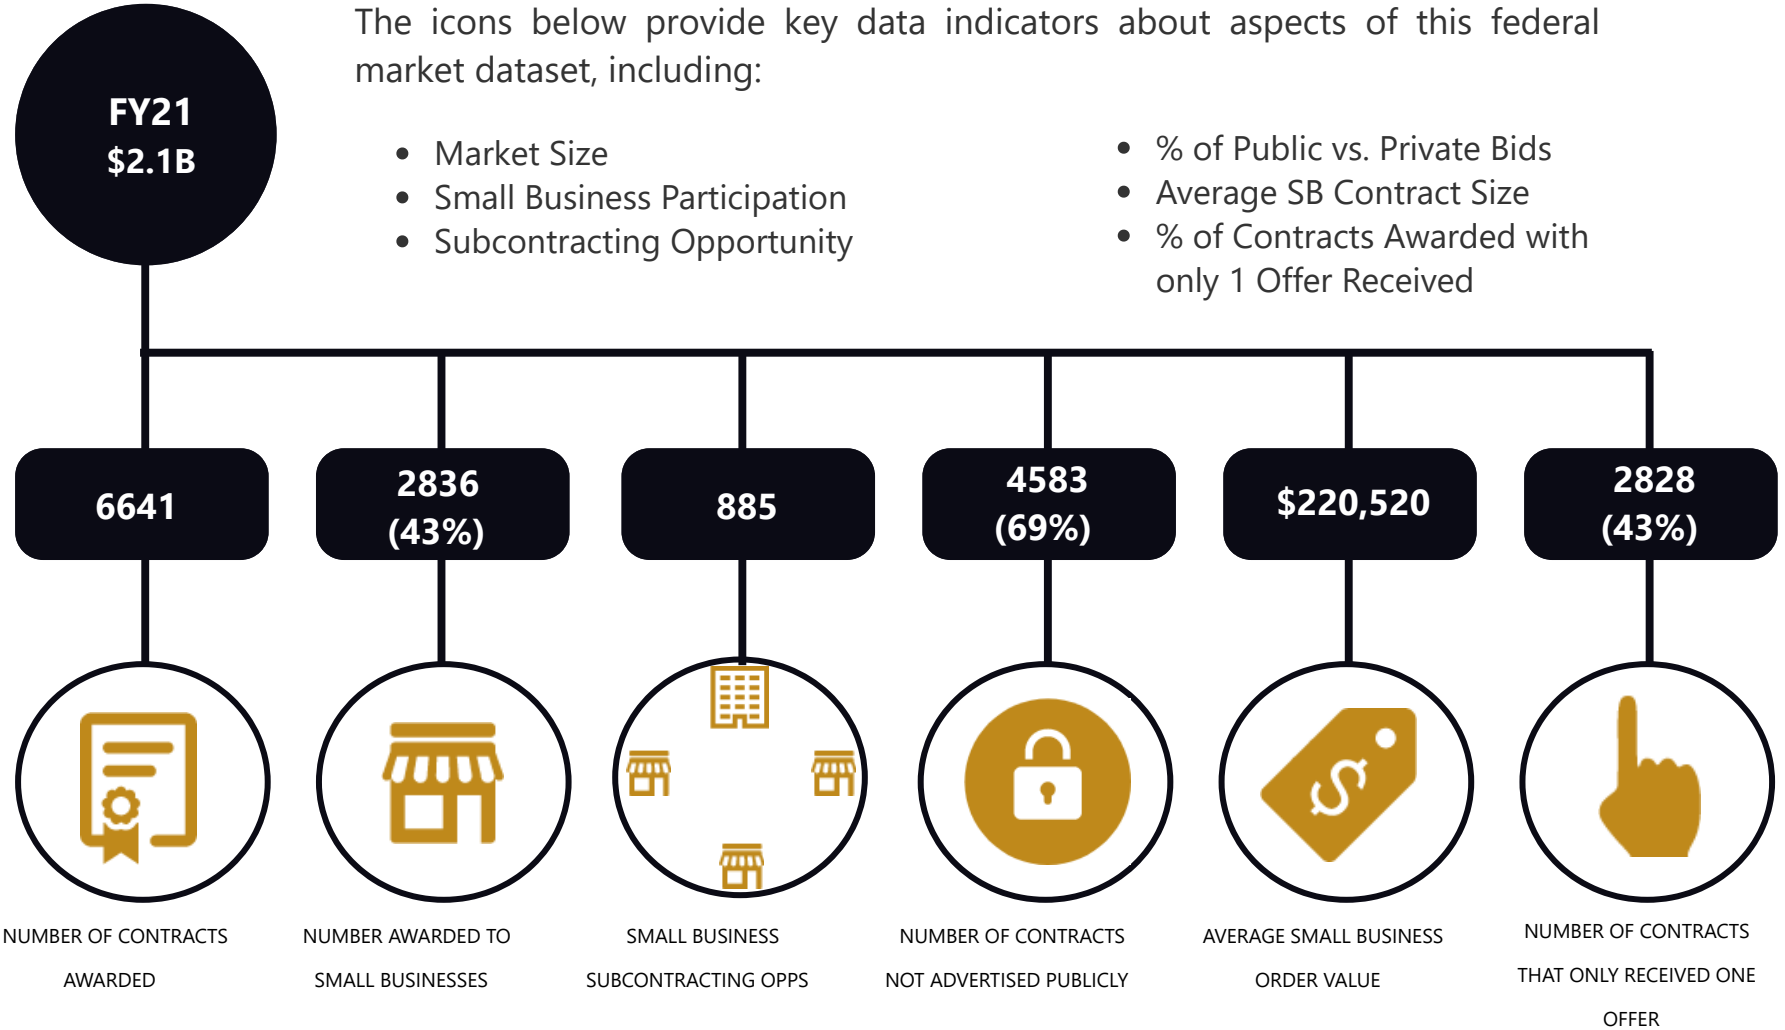 The icons below provide key data indicators about aspects of this federal
market dataset, including:
FY21
$2.1B
• Market Size
• Small Business Participation
• Subcontracting Opportunity
• % of Public vs. Private Bids
• Average SB Contract Size
• % of Contracts Awarded with
only 1 Offer Received
6641
2836
(43%)
885
4583
(69%)
$220,520
2828
(43%)
$
NUMBER OF CONTRACTS
AWARDED
NUMBER AWARDED TO
SMALL BUSINESSES
SMALL BUSINESS
SUBCONTRACTING OPPS
NUMBER OF CONTRACTS
NOT ADVERTISED PUBLICLY
AVERAGE SMALL BUSINESS
ORDER VALUE
NUMBER OF CONTRACTS
THAT ONLY RECEIVED ONE
OFFER